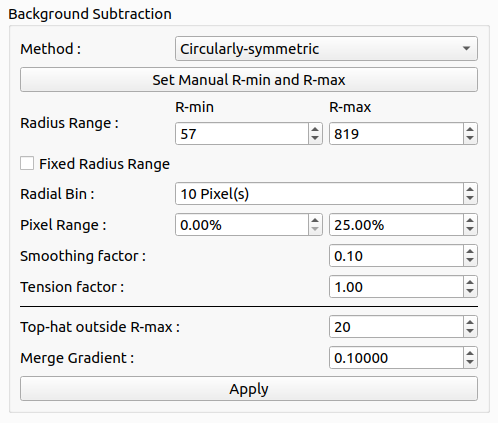 Background Subtraction
Method : Circularly-symmetric
Set Manual R-min and R-max
R-min R-max
Radius Range : 57 819
Fixed Radius Range
Radial Bin : 10 Pixel(s)
Pixel Range : 0.00% 25.00%
Smoothing factor : 0.10
Tension factor : 1.00
Top-hat outside R-max : 20
Merge Gradient : 0.10000
Apply